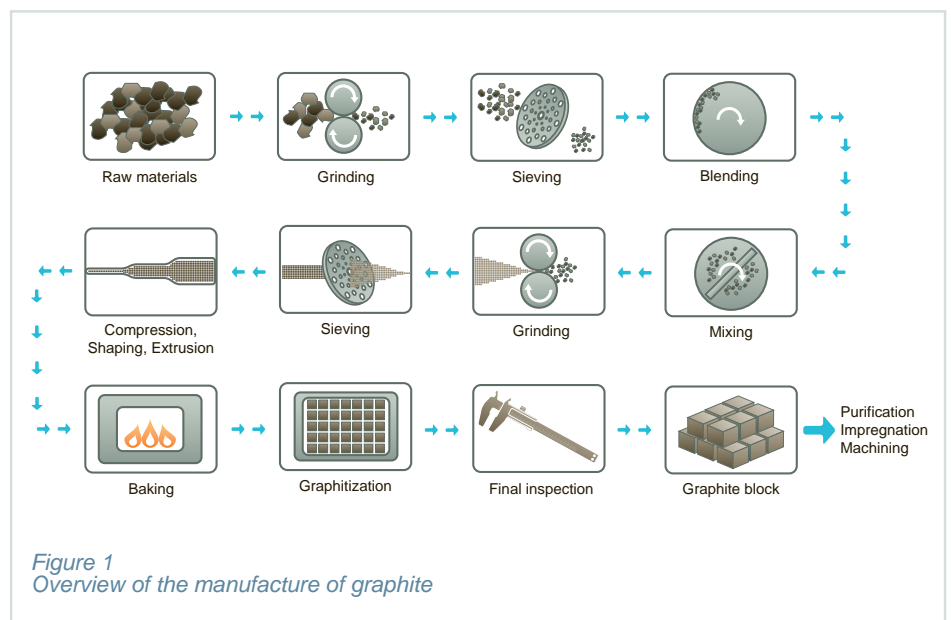 Raw materials
Grinding
Sieving
Blending
Mixing
Grinding
Sieving
Compression,
Shaping, Extrusion
Baking
Graphitization
Final inspection
Graphite block
Purification
Impregnation
Machining
Figure 1
Overview of the manufacture of graphite